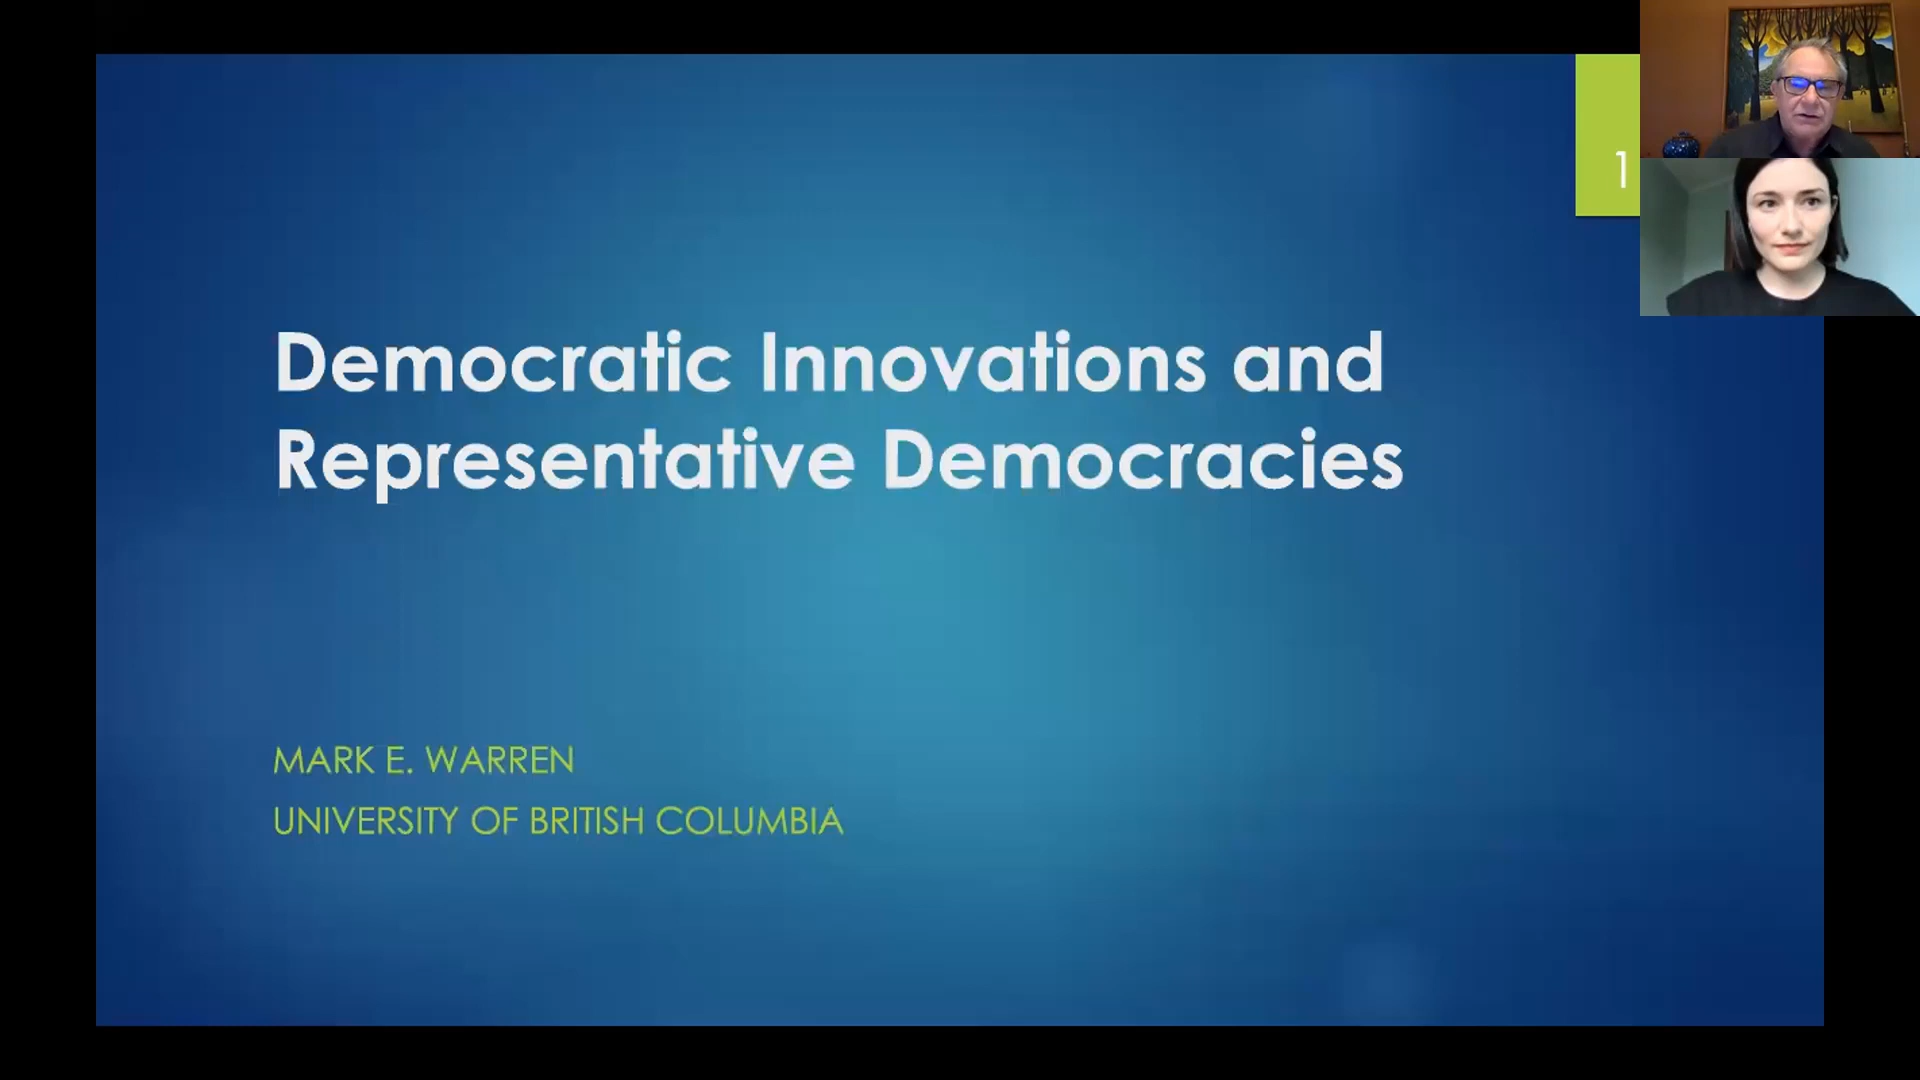 1
Democratic Innovations and
Representative Democracies
MARK E. WARREN
UNIVERSITY OF BRITISH COLUMBIA